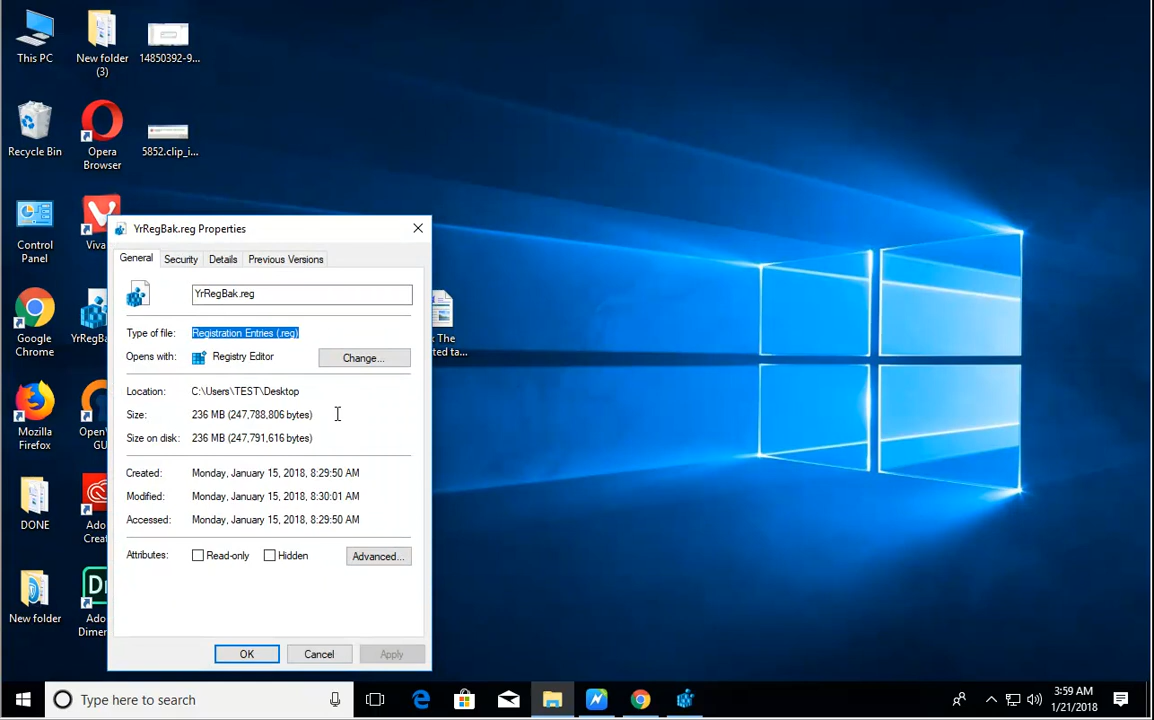 This PC
New folder
(3)
14850392-9...
Recycle Bin
Opera
Browser
5852.clip_i...
Control
Panel
Viva
Google
Chrome
YrRegBa
Mozilla
Firefox
Open
GU
DONE
Ado
Creat
New folder
Ado
Dimen
The
ted ta...
YrRegBak.reg Properties
General
Security
Details
Previous Versions
YrRegBak.reg
Type of file:
Registration Entries (.reg)
Opens with:
Registry Editor
Change...
Location:
C:\Users\TEST\Desktop
Size:
236 MB (247,788,806 bytes)
Size on disk:
236 MB (247,791,616 bytes)
Created:
Monday, January 15, 2018, 8:29:50 AM
Modified:
Monday, January 15, 2018, 8:30:01 AM
Accessed:
Monday, January 15, 2018, 8:29:50 AM
Attributes:
Read-only
Hidden
Advanced...
OK
Cancel
Apply
Type here to search
3:59 AM
1/21/2018